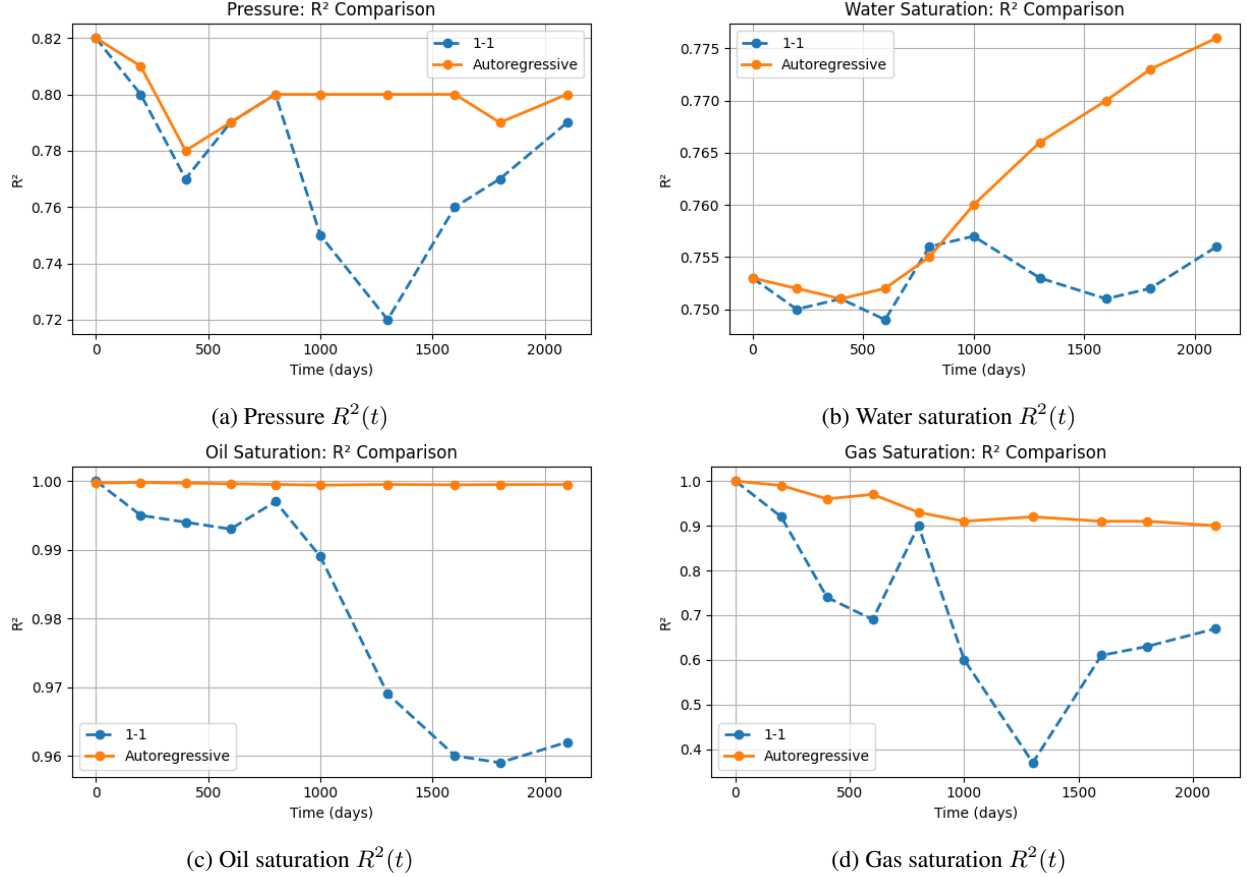 Pressure: R² Comparison
0.82
0.80
0.78
0.76
0.74
0.72
R²
1-1
Autoregressive
0 500 1000 1500 2000
Time (days)
(a) Pressure R²(t)
Water Saturation: R² Comparison
0.775
0.770
0.765
0.760
0.755
0.750
R²
1-1
Autoregressive
0 500 1000 1500 2000
Time (days)
(b) Water saturation R²(t)
Oil Saturation: R² Comparison
1.00
0.99
0.98
0.97
0.96
R²
1-1
Autoregressive
0 500 1000 1500 2000
Time (days)
(c) Oil saturation R²(t)
Gas Saturation: R² Comparison
1.0
0.9
0.8
0.7
0.6
0.5
0.4
R²
1-1
Autoregressive
0 500 1000 1500 2000
Time (days)
(d) Gas saturation R²(t)